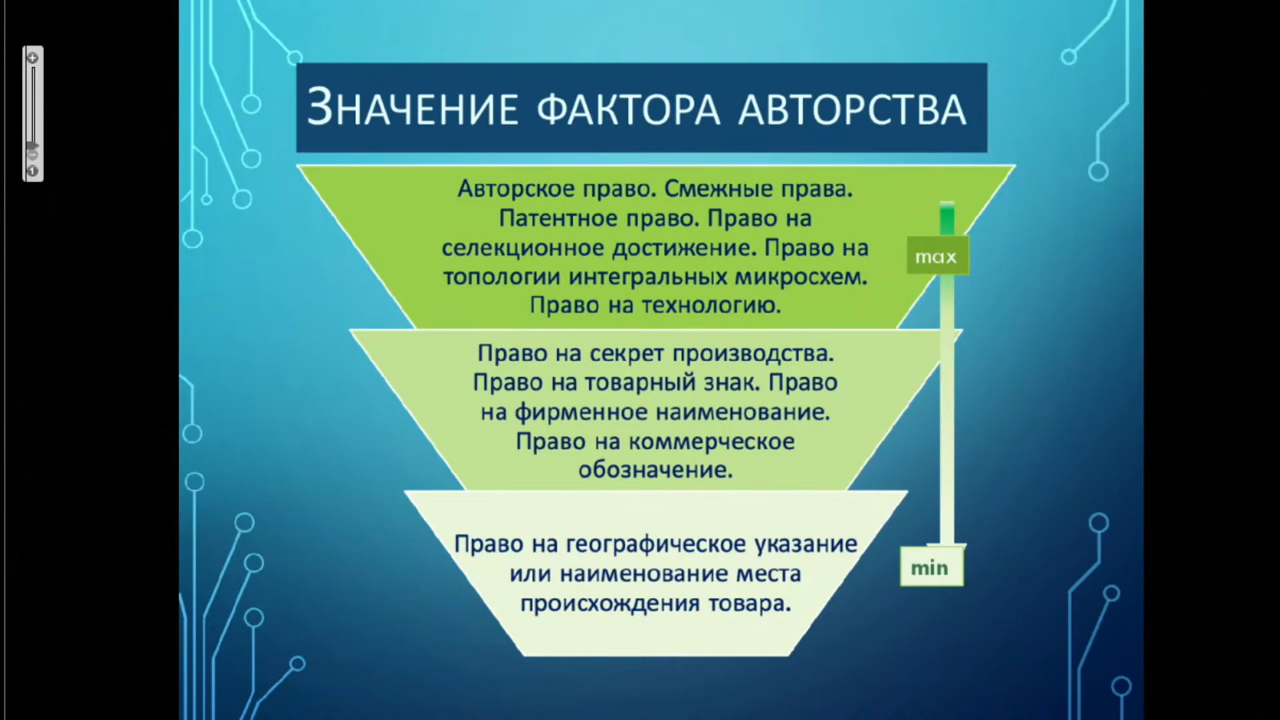 ЗНАЧЕНИЕ ФАКТОРА АВТОРСТВА
Авторское право. Смежные права.
Патентное право. Право на
селекционное достижение. Право на
топологии интегральных микросхем.
Право на технологию.
max
Право на секрет производства.
Право на товарный знак. Право
на фирменное наименование.
Право на коммерческое
обозначение.
Право на географическое указание
или наименование места
происхождения товара.
min